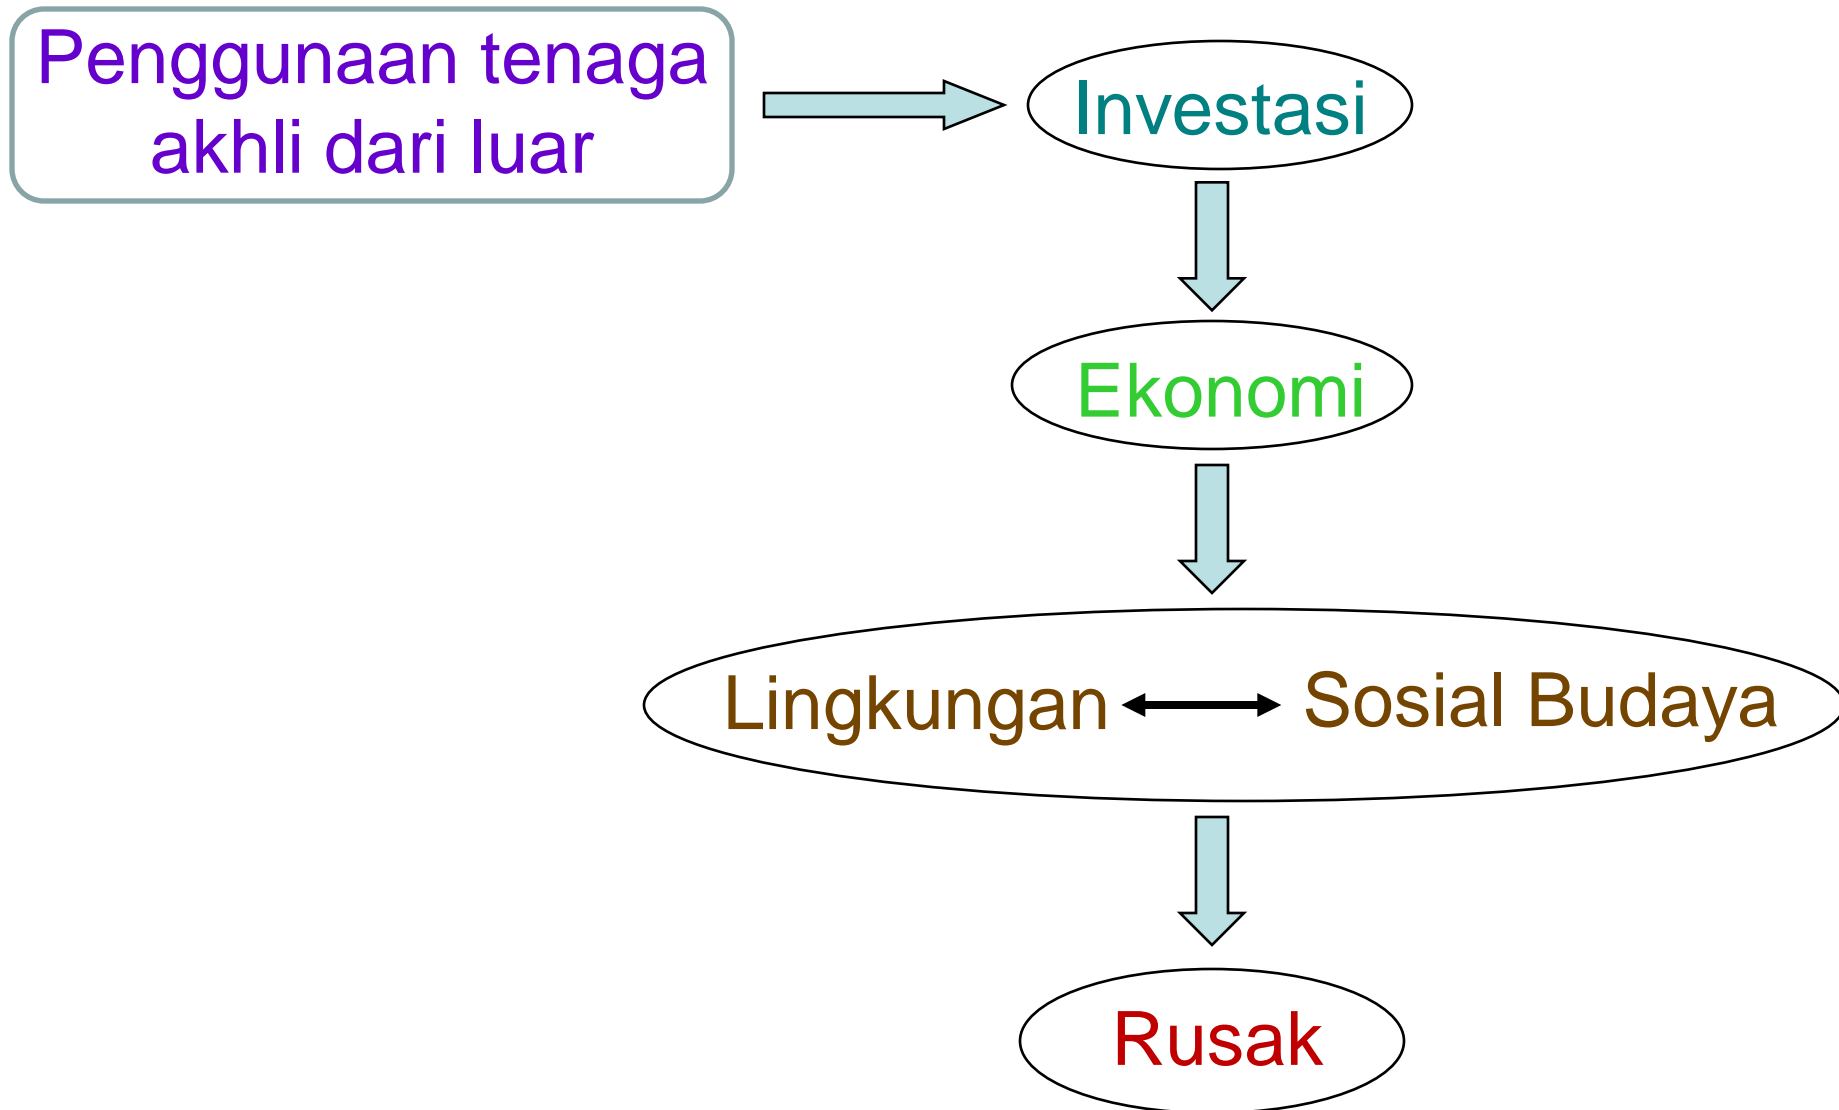 Penggunaan tenaga
akhli dari luar
Investasi
Ekonomi
Lingkungan
Sosial Budaya
Rusak